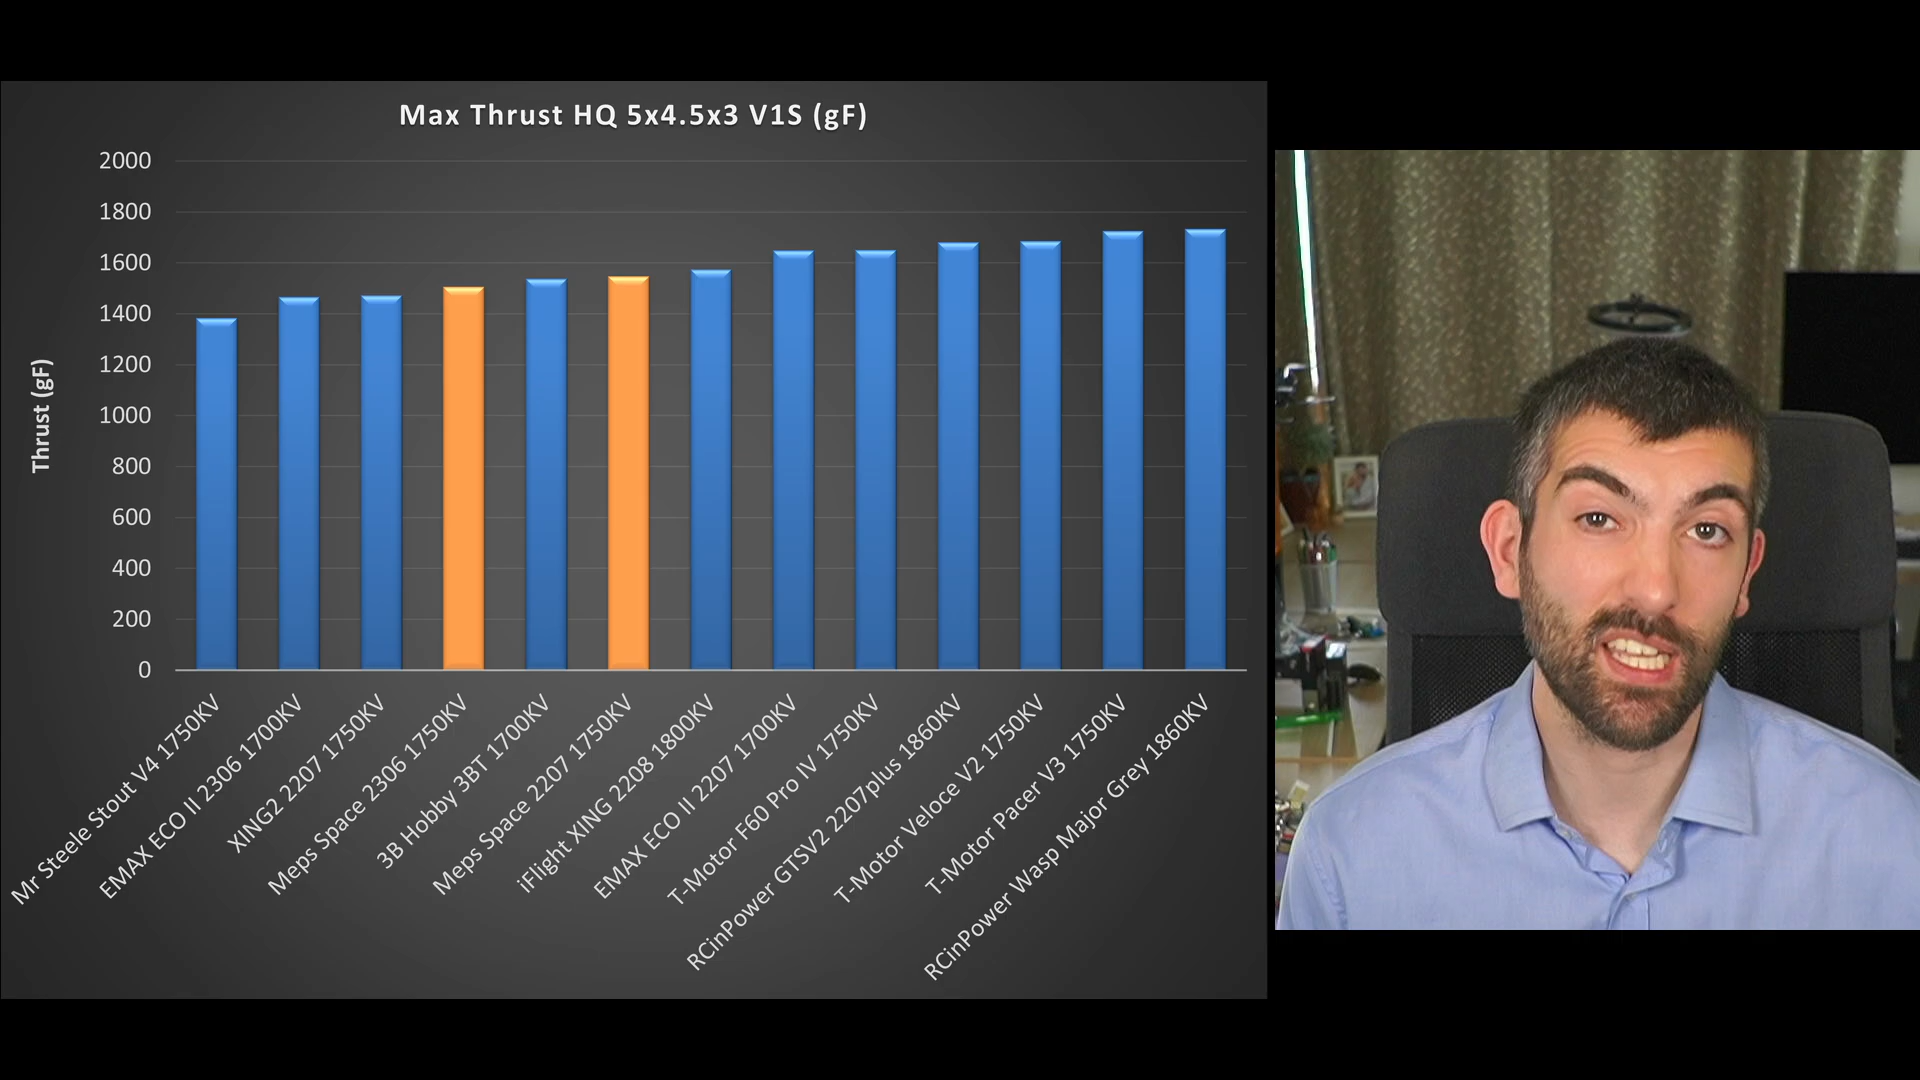 Max Thrust HQ 5x4.5x3 V1S (gF)
2000
1800
1600
1400
1200
1000
800
600
400
200
0
Thrust (gF)
Mr Steele Stout V4 1750KV
EMAX ECO II 2306 1700KV
XING2 2207 1750KV
Meps Space 2306 1750KV
3B Hobby 3BT 1700KV
Meps Space 2207 1750KV
iFlight XING 2208 1800KV
EMAX ECO II 2207 1700KV
T-Motor F60 Pro IV 1750KV
RCinPower GTSV2 2207plus 1860KV
T-Motor Veloce V2 1750KV
T-Motor Pacer V3 1750KV
RCinPower Wasp Major Grey 1860KV